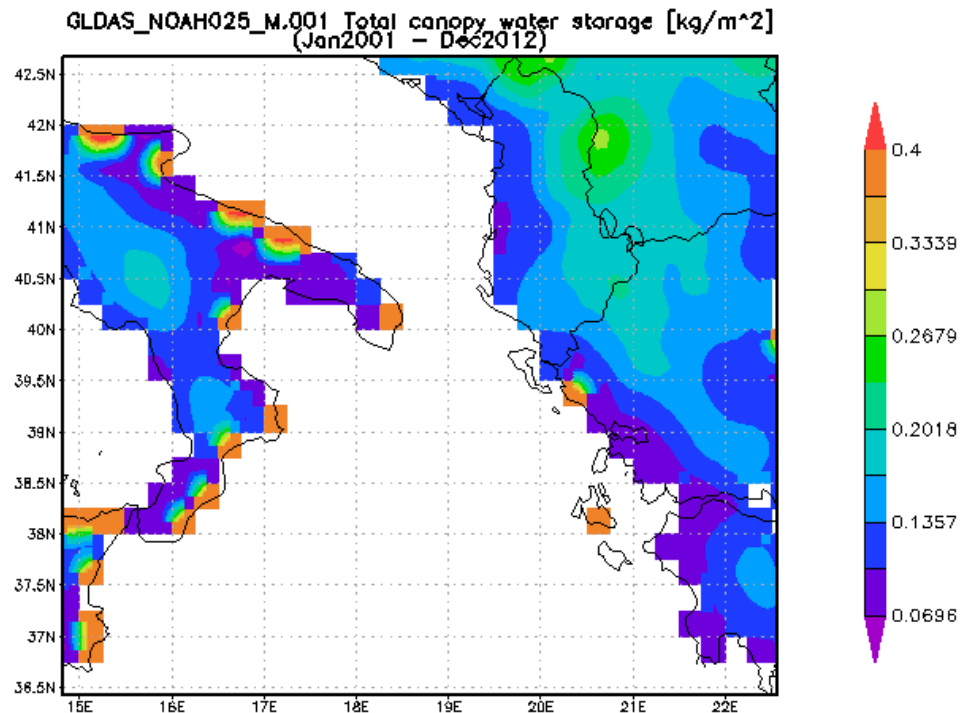 GLDAS_NOAH025_M.001 Total canopy water storage [kg/m^2]
(Jan2001 – Dec2012)
42.5N
42N
41.5N
41N
40.5N
40N
39.5N
39N
38.5N
38N
37.5N
37N
36.5N
15E 16E 17E 18E 19E 20E 21E 22E
0.4
0.3339
0.2679
0.2018
0.1357
0.0696